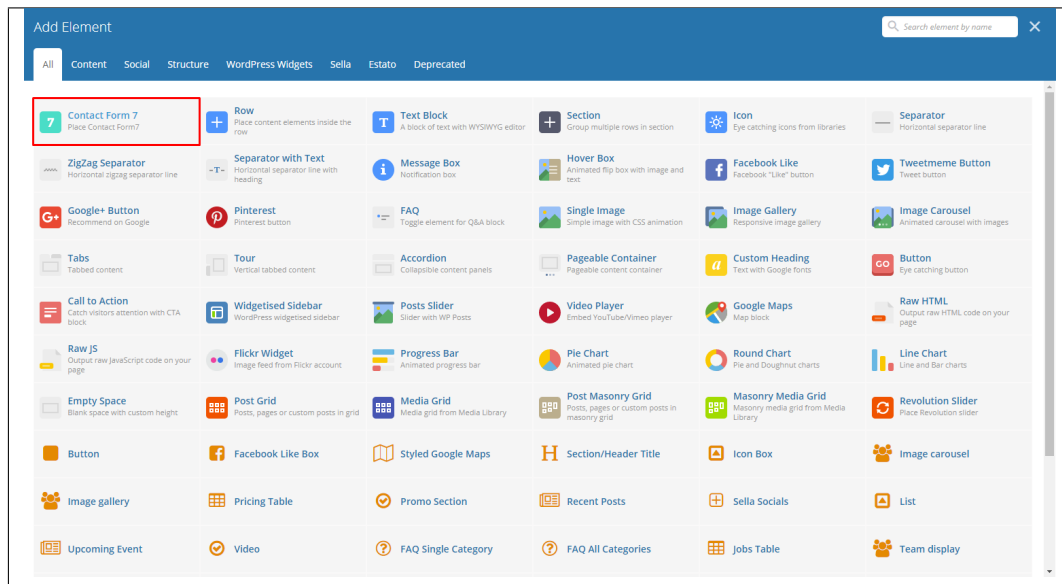 Add Element
Search element by name
All Content Social Structure WordPress Widgets Sella Estato Deprecated
7
Contact Form 7
Place Contact Form7
Row
Place content elements inside the
row
T
Text Block
A block of text with WYSIWYG editor
Section
Group multiple rows in section
Icon
Eye catching icons from libraries
Separator
Horizontal separator line
ZigZag Separator
Horizontal zigzag separator line
-T-
Separator with Text
Horizontal separator line with
heading
i
Message Box
Notification box
Hover Box
Animated flip box with image and
text
f
Facebook Like
Facebook "Like" button
Tweetmeme Button
Tweet button
G+
Google+ Button
Recommend on Google
Pinterest
Pinterest button
FAQ
Toggle element for Q&A block
Single Image
Simple image with CSS animation
Image Gallery
Responsive image gallery
Image Carousel
Animated carousel with images
Tabs
Tabbed content
Tour
Vertical tabbed content
Accordion
Collapsible content panels
Pageable Container
Pageable content container
a
Custom Heading
Text with Google fonts
GO
Button
Eye catching button
Call to Action
Catch visitors attention with CTA
block
Widgetised Sidebar
WordPress widgetised sidebar
Posts Slider
Slider with WP Posts
Video Player
Embed YouTube/Vimeo player
Google Maps
Map block
Raw HTML
Output raw HTML code on your
page
Raw JS
Output raw JavaScript code on your
page
Flickr Widget
Image feed from Flickr account
Progress Bar
Animated progress bar
Pie Chart
Animated pie chart
Round Chart
Pie and Doughnut charts
Line Chart
Line and Bar charts
Empty Space
Blank space with custom height
Post Grid
Posts, pages or custom posts in grid
Media Grid
Media grid from Media Library
Post Masonry Grid
Posts, pages or custom posts in
masonry grid
Masonry Media Grid
Masonry media grid from Media
Library
Revolution Slider
Place Revolution slider
Button
f
Facebook Like Box
Styled Google Maps
H
Section/Header Title
Icon Box
Image carousel
Image gallery
Pricing Table
Promo Section
Recent Posts
Sella Socials
List
Upcoming Event
Video
?
FAQ Single Category
?
FAQ All Categories
Jobs Table
Team display